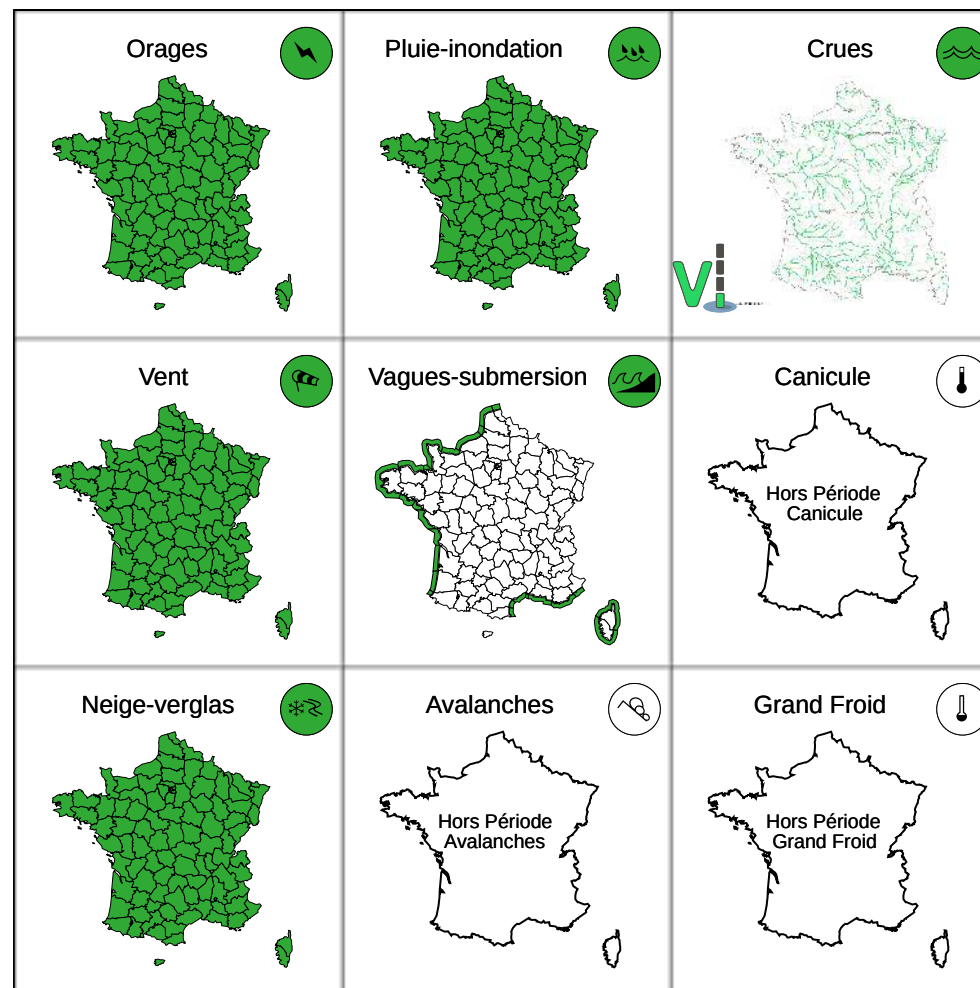 Orages
Pluie-inondation
Crues
Vi
Vent
Vagues-submersion
Canicule
Hors Période
Canicule
Neige-verglas
Avalanches
Grand Froid
Hors Période
Avalanches
Hors Période
Grand Froid